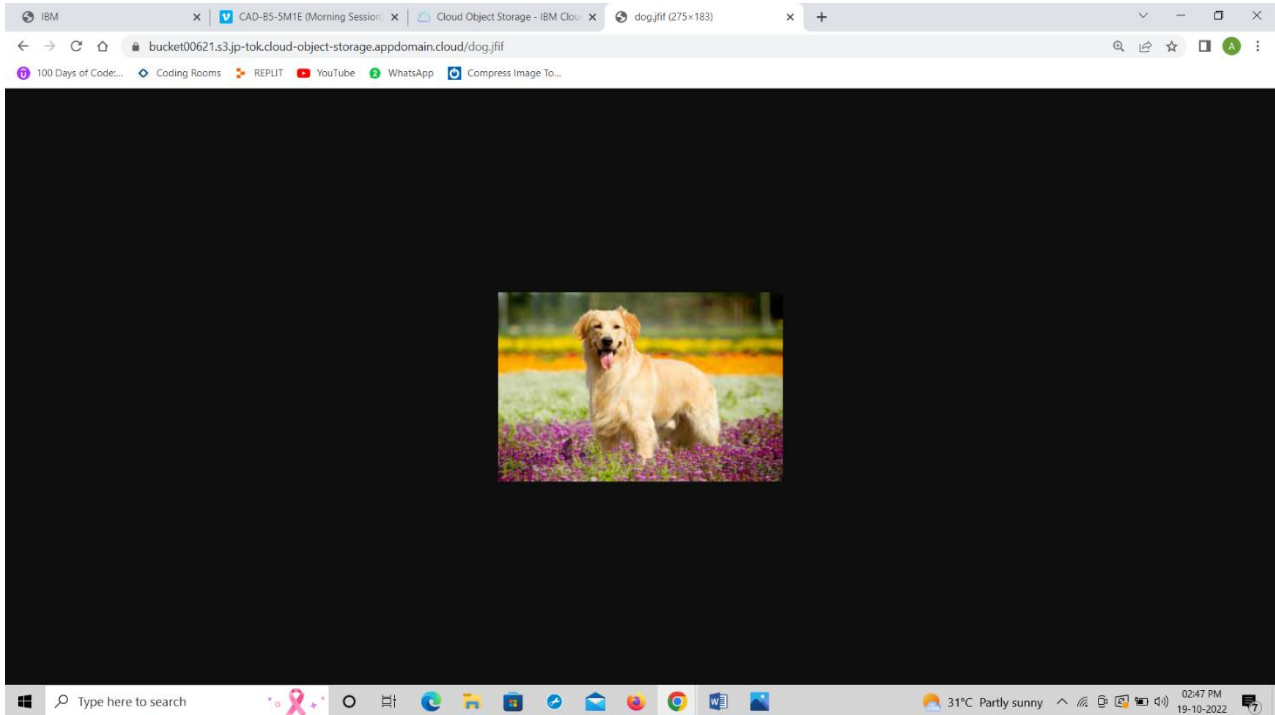 IBM
CAD-B5-5M1E (Morning Session)
Cloud Object Storage - IBM Clou
dog.jfif (275×183)
bucket00621.s3.jp-tok.cloud-object-storage.appdomain.cloud/dog.jfif
A
100 Days of Code:...
Coding Rooms
REPLIT
YouTube
2
WhatsApp
Compress Image To...
Type here to search
31°C Partly sunny
02:47 PM
19-10-2022
7